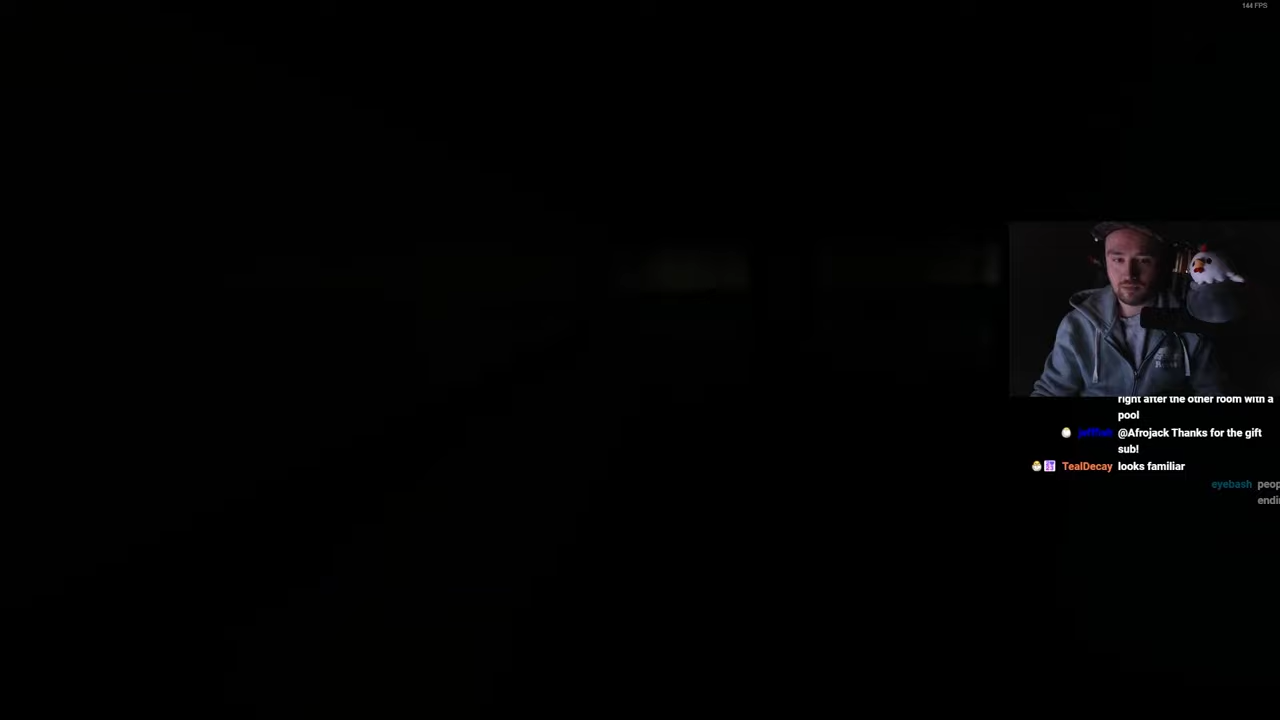 144 FPS
right after the other room with a
pool
@Afrojack Thanks for the gift
sub!
TealDecay looks familiar
eyebash